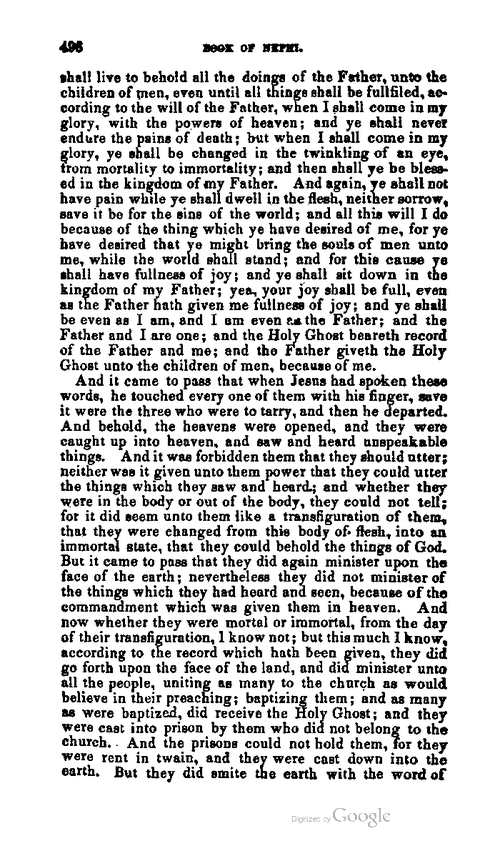 496 BOOK OF NEPHI.
shall live to behold all the doings of the Father, unto the
children of men, even until all things shall be fullfiled, ac-
cording to the will of the Father, when I shall come in my
glory, with the powers of heaven; and ye shall never
endure the pains of death; but when I shall come in my
glory, ye shall be changed in the twinkling of an eye,
from mortality to immortality; and then shall ye be bless-
ed in the kingdom of my Father. And again, ye shall not
have pain while ye shall dwell in the flesh, neither sorrow,
save it be for the sins of the world; and all this will I do
because of the thing which ye have desired of me, for ye
have desired that ye might bring the souls of men unto
me, while the world shall stand; and for this cause ye
shall have fullness of joy; and ye shall sit down in the
kingdom of my Father; yea, your joy shall be full, even
as the Father hath given me fullness of joy; and ye shall
be even as I am, and I am even as the Father; and the
Father and I are one; and the Holy Ghost beareth record
of the Father and me; and the Father giveth the Holy
Ghost unto the children of men, because of me.
And it came to pass that when Jesus had spoken these
words, he touched every one of them with his finger, save
it were the three who were to tarry, and then he departed.
And behold, the heavens were opened, and they were
caught up into heaven, and saw and heard unspeakable
things. And it was forbidden them that they should utter;
neither was it given unto them power that they could utter
the things which they saw and heard; and whether they
were in the body or out of the body, they could not tell;
for it did seem unto them like a transfiguration of them,
that they were changed from this body of flesh, into an
immortal state, that they could behold the things of God.
But it came to pass that they did again minister upon the
face of the earth; nevertheless they did not minister of
the things which they had heard and seen, because of the
commandment which was given them in heaven. And
now whether they were mortal or immortal, from the day
of their transfiguration, I know not; but this much I know,
according to the record which hath been given, they did
go forth upon the face of the land, and did minister unto
all the people, uniting as many to the church as would
believe in their preaching; baptizing them; and as many
as were baptized, did receive the Holy Ghost; and they
were cast into prison by them who did not belong to the
church. And the prisons could not hold them, for they
were rent in twain, and they were cast down into the
earth. But they did smite the earth with the word of
Digitized by Google